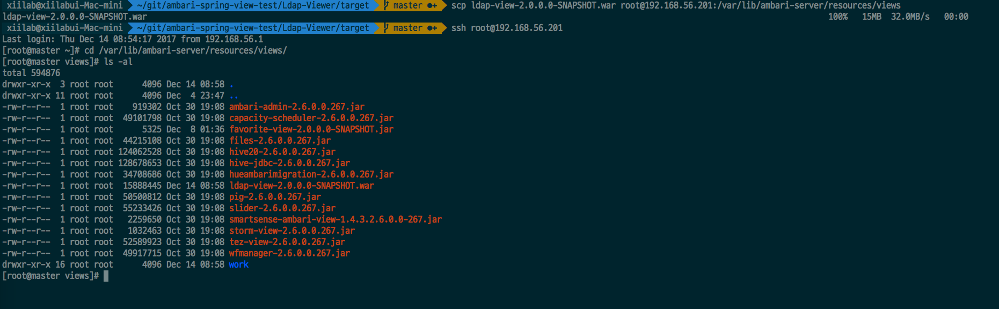 xiilab@xiilabui-Mac-mini ~/git/ambari-spring-view-test/Ldap-Viewer/target master ●+ scp ldap-view-2.0.0.0-SNAPSHOT.war root@192.168.56.201:/var/lib/ambari-server/resources/views
ldap-view-2.0.0.0-SNAPSHOT.war 100% 15MB 32.0MB/s 00:00
xiilab@xiilabui-Mac-mini ~/git/ambari-spring-view-test/Ldap-Viewer/target master ●+ ssh root@192.168.56.201
Last login: Thu Dec 14 08:54:17 2017 from 192.168.56.1
[root@master ~]# cd /var/lib/ambari-server/resources/views/
[root@master views]# ls -al
total 594876
drwxr-xr-x 3 root root 4096 Dec 14 08:58 .
drwxr-xr-x 11 root root 4096 Dec 4 23:47 ..
-rw-r--r-- 1 root root 919302 Oct 30 19:08 ambari-admin-2.6.0.0.267.jar
-rw-r--r-- 1 root root 49101798 Oct 30 19:08 capacity-scheduler-2.6.0.0.267.jar
-rw-r--r-- 1 root root 5325 Dec 8 01:36 favorite-view-2.0.0.0-SNAPSHOT.jar
-rw-r--r-- 1 root root 44215108 Oct 30 19:08 files-2.6.0.0.267.jar
-rw-r--r-- 1 root root 124062528 Oct 30 19:08 hive20-2.6.0.0.267.jar
-rw-r--r-- 1 root root 128678653 Oct 30 19:08 hive-jdbc-2.6.0.0.267.jar
-rw-r--r-- 1 root root 34708686 Oct 30 19:08 hueambarimigration-2.6.0.0.267.jar
-rw-r--r-- 1 root root 15888445 Dec 14 08:58 ldap-view-2.0.0.0-SNAPSHOT.war
-rw-r--r-- 1 root root 50500812 Oct 30 19:08 pig-2.6.0.0.267.jar
-rw-r--r-- 1 root root 55233426 Oct 30 19:08 slider-2.6.0.0.267.jar
-rw-r--r-- 1 root root 2259650 Oct 30 19:08 smartsense-ambari-view-1.4.3.2.6.0.0-267.jar
-rw-r--r-- 1 root root 1032463 Oct 30 19:08 storm-view-2.6.0.0.267.jar
-rw-r--r-- 1 root root 52589923 Oct 30 19:08 tez-view-2.6.0.0.267.jar
-rw-r--r-- 1 root root 49917715 Oct 30 19:08 wfmanager-2.6.0.0.267.jar
drwxr-xr-x 16 root root 4096 Dec 14 08:58 work
[root@master views]#